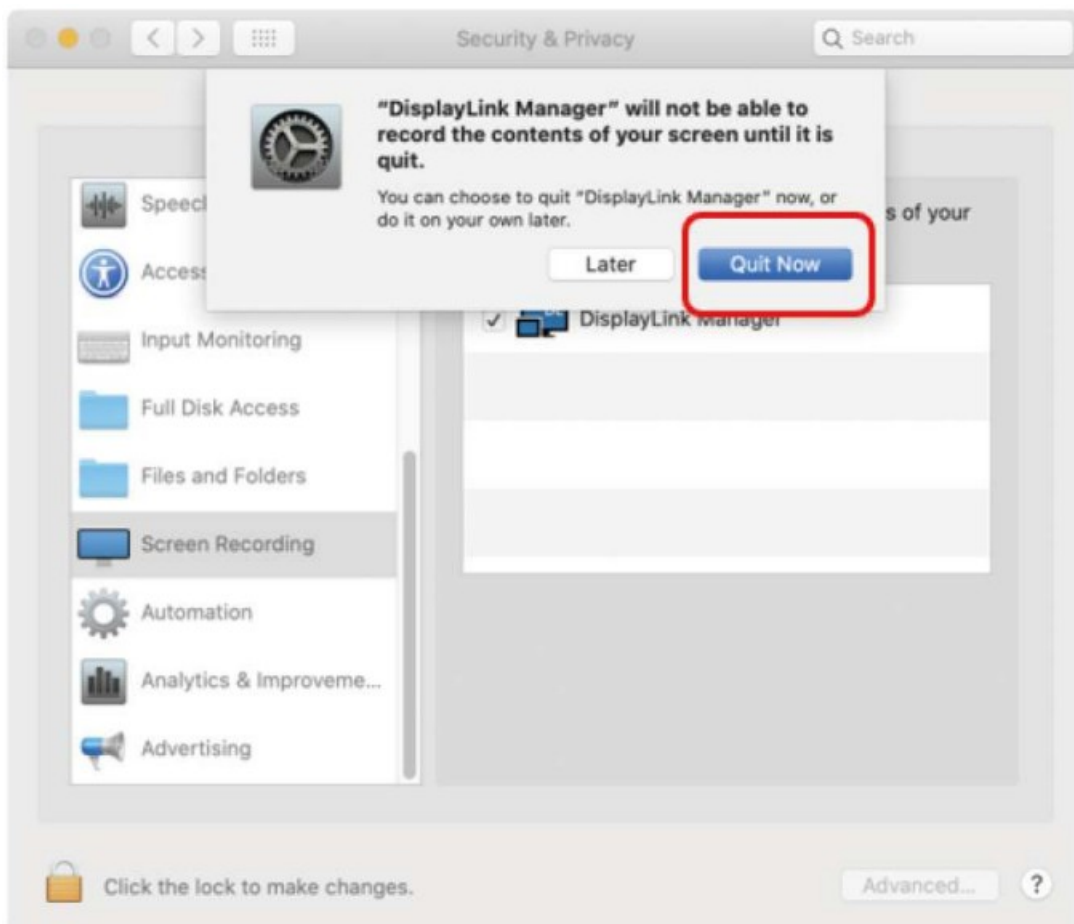 Security & Privacy
Search
"DisplayLink Manager" will not be able to
record the contents of your screen until it is
quit.
You can choose to quit "DisplayLink Manager" now, or
do it on your own later.
Later
Quit Now
s of your
Speec
Access
Input Monitoring
Full Disk Access
Files and Folders
Screen Recording
Automation
Analytics & Improveme...
Advertising
DisplayLink Manager
Click the lock to make changes.
Advanced...
?